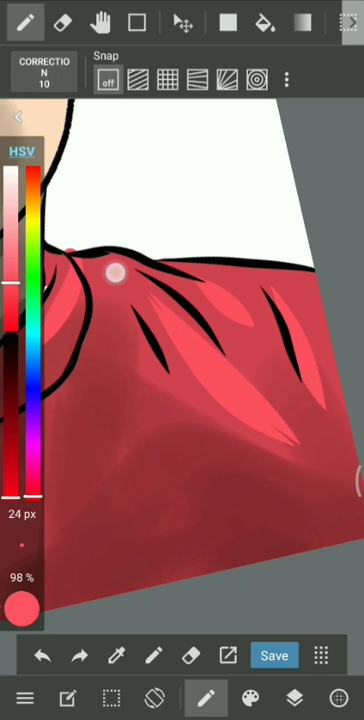 CORRECTIO
N
10
Snap
off
HSV
24 px
98 %
Save